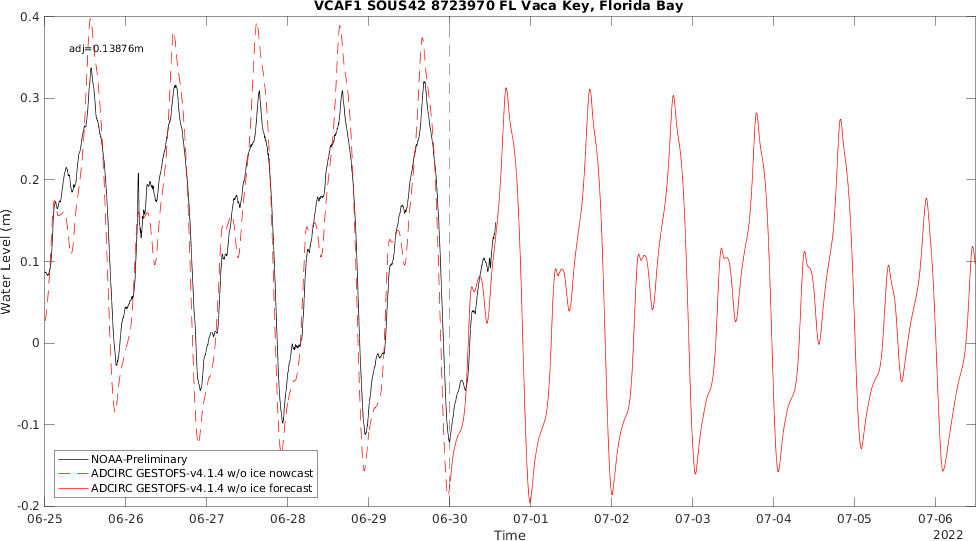 VCAF1 SOUS42 8723970 FL Vaca Key, Florida Bay
adj=0.13876m
0.4
0.3
0.2
0.1
0
-0.1
-0.2
Water Level (m)
NOAA-Preliminary
ADCIRC GESTOFS-v4.1.4 w/o ice nowcast
ADCIRC GESTOFS-v4.1.4 w/o ice forecast
06-25 06-26 06-27 06-28 06-29 06-30 07-01 07-02 07-03 07-04 07-05 07-06
Time
2022